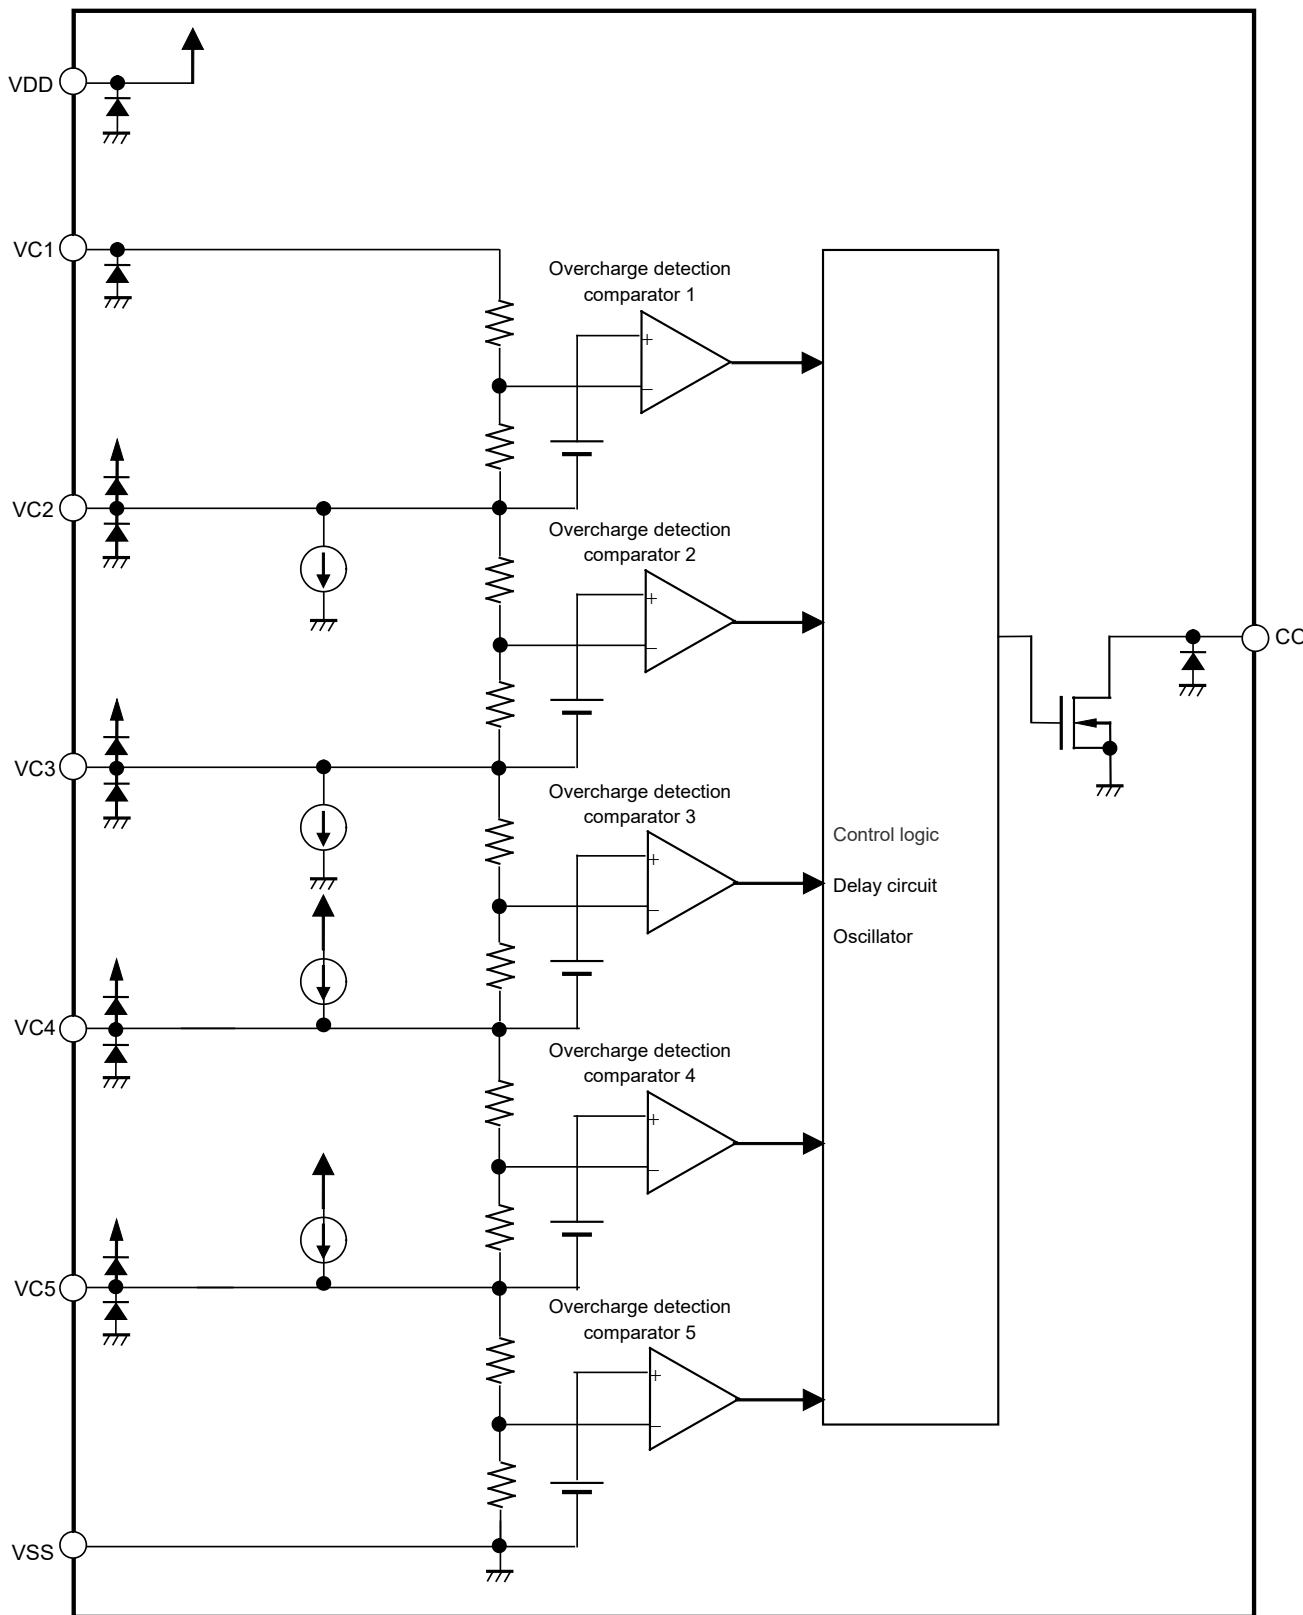 VDD
VC1
Overcharge detection
comparator 1
+
−
VC2
Overcharge detection
comparator 2
+
−
CO
VC3
Overcharge detection
comparator 3
+
−
Control logic
Delay circuit
Oscillator
VC4
Overcharge detection
comparator 4
+
−
VC5
Overcharge detection
comparator 5
+
−
VSS